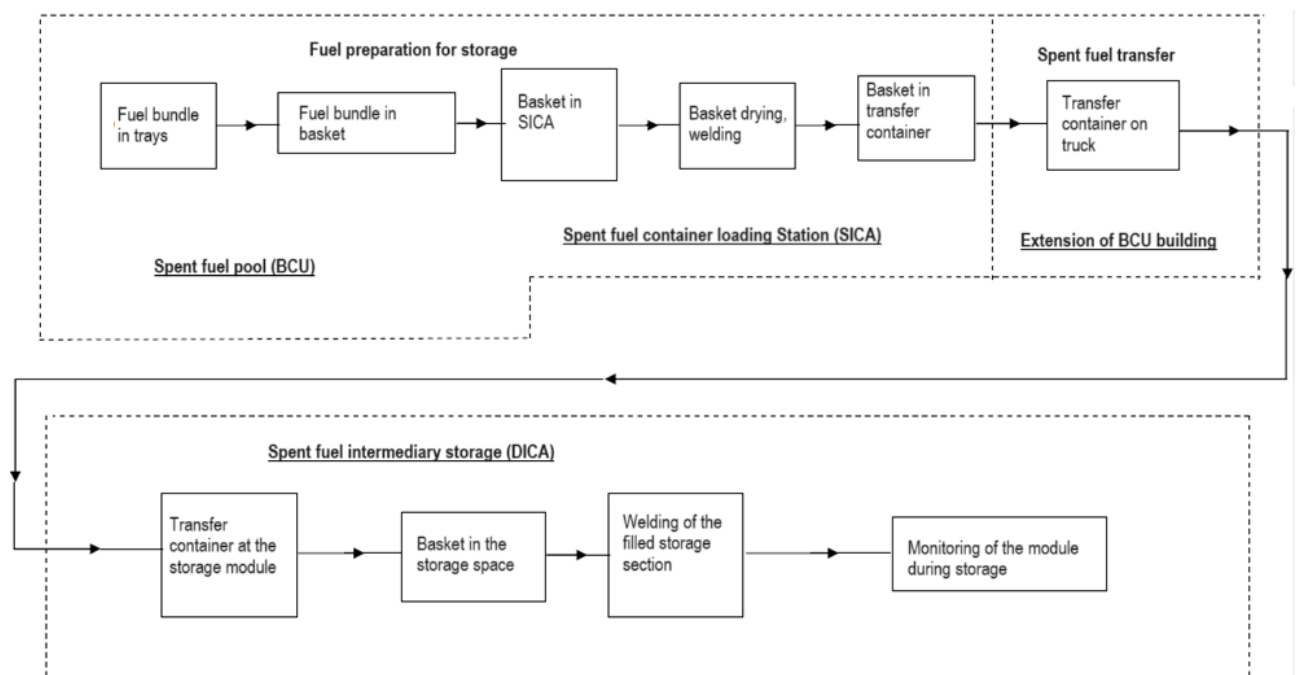 Fuel preparation for storage
Spent fuel transfer
Fuel bundle
in trays
Fuel bundle in
basket
Basket in
SICA
Basket drying,
welding
Basket in
transfer
container
Transfer
container on
truck
Spent fuel container loading Station (SICA)
Extension of BCU building
Spent fuel pool (BCU)
Spent fuel intermediary storage (DICA)
Transfer
container at the
storage module
Basket in the
storage space
Welding of the
filled storage
section
Monitoring of the module
during storage